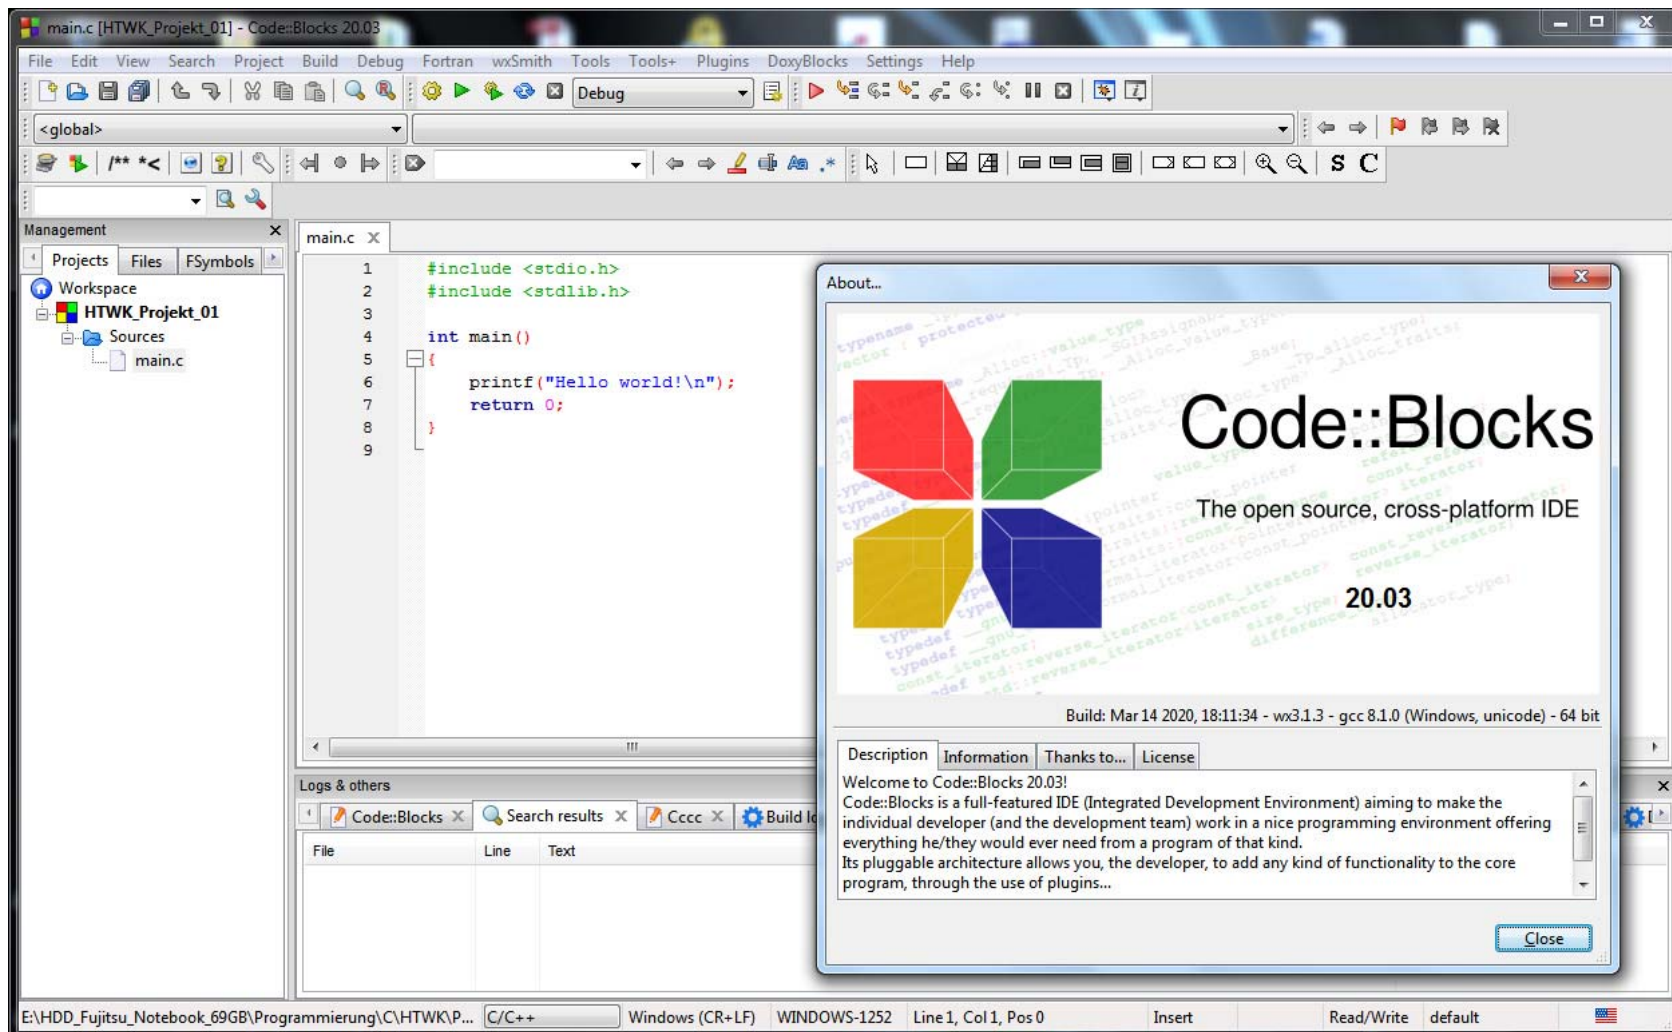 main.c [HTWK_Projekt_01] - Code::Blocks 20.03
File Edit View Search Project Build Debug Fortran wxSmith Tools Tools+ Plugins DoxyBlocks Settings Help
Debug
<global>
/** *<
Aa .*
S C
Management
Projects Files FSymbols
Workspace
HTWK_Projekt_01
Sources
main.c
main.c
1 #include <stdio.h>
2 #include <stdlib.h>
3
4 int main()
5 {
6 printf("Hello world!\n");
7 return 0;
8 }
9
Logs & others
Code::Blocks Search results Cccc Build
File Line Text
About...
Code::Blocks
The open source, cross-platform IDE
20.03
Build: Mar 14 2020, 18:11:34 - wx3.1.3 - gcc 8.1.0 (Windows, unicode) - 64 bit
Description Information Thanks to... License
Welcome to Code::Blocks 20.03!
Code::Blocks is a full-featured IDE (Integrated Development Environment) aiming to make the
individual developer (and the development team) work in a nice programming environment offering
everything he/they would ever need from a program of that kind.
Its pluggable architecture allows you, the developer, to add any kind of functionality to the core
program, through the use of plugins...
Close
E:\HDD_Fujitsu_Notebook_69GB\Programmierung\C\HTWK\P... C/C++ Windows (CR+LF) WINDOWS-1252 Line 1, Col 1, Pos 0 Insert Read/Write default